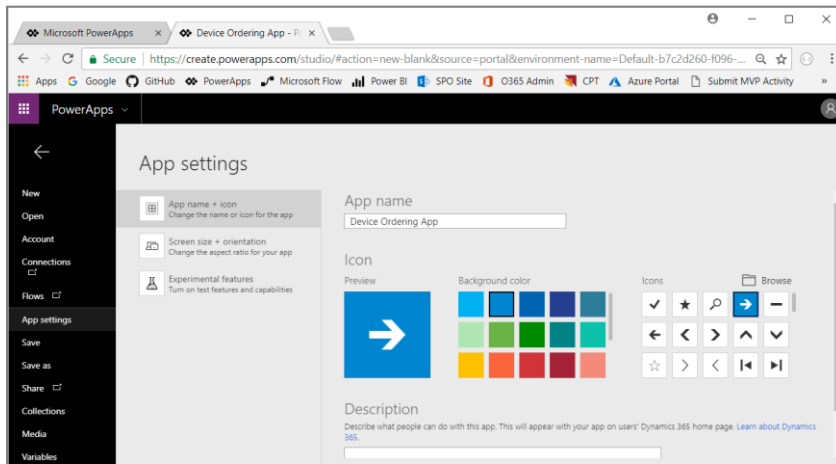 Microsoft PowerApps
Device Ordering App - P
Secure | https://create.powerapps.com/studio/#action=new-blank&source=portal&environment-name=Default-b7c2d260-f096-...
Apps Google GitHub PowerApps Microsoft Flow Power BI SPO Site O365 Admin CPT Azure Portal Submit MVP Activity »
PowerApps
App settings
New
Open
Account
Connections
Flows
App settings
Save
Save as
Share
Collections
Media
Variables
App name + icon
Change the name or icon for the app
Screen size + orientation
Change the aspect ratio for your app
Experimental features
Turn on test features and capabilities
App name
Device Ordering App
Icon
Preview
Background color
Icons
Browse
Description
Describe what people can do with this app. This will appear with your app on users' Dynamics 365 home page. Learn about Dynamics
365.